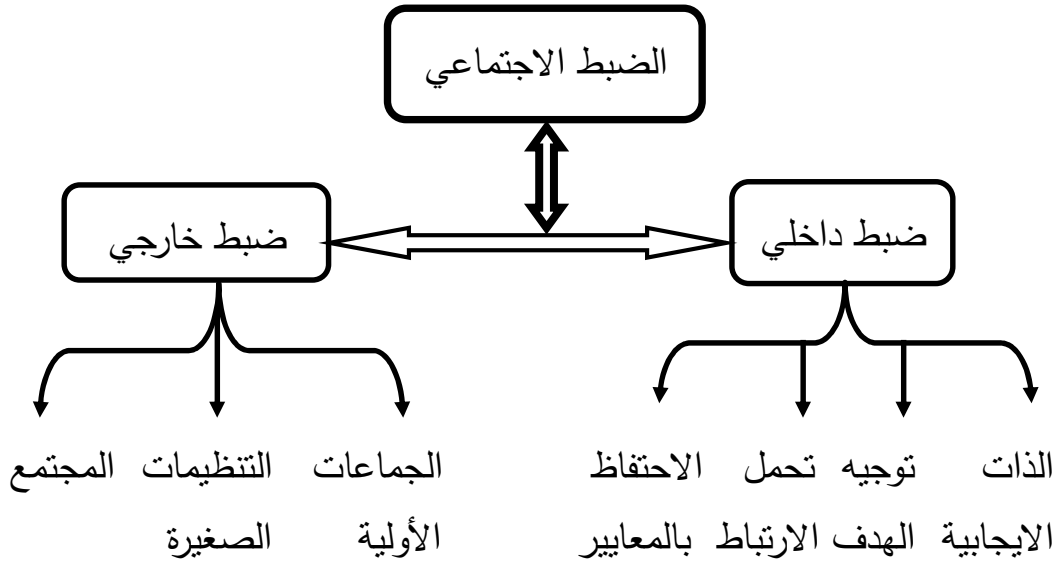 الضبط الاجتماعي
ضبط داخلي
ضبط خارجي
الذات
الايجابية
توجيه
الهدف
تحمل
الارتباط
الاحتفاظ
بالمعايير
الجماعات
الأولية
التنظيمات
الصغيرة
المجتمع